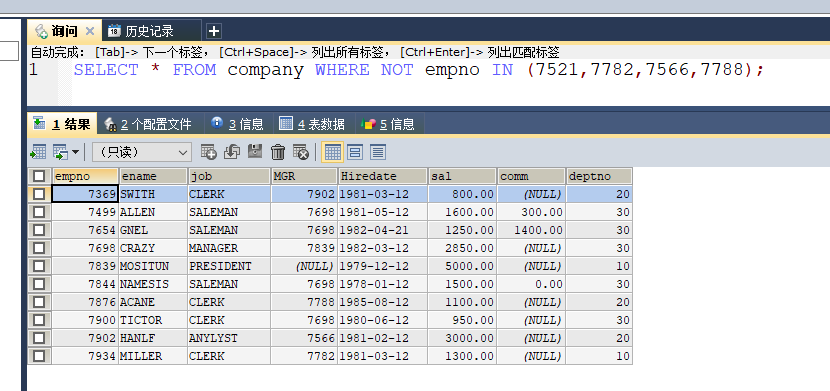 询问 历史记录
自动完成: [Tab]-> 下一个标签, [Ctrl+Space]-> 列出所有标签, [Ctrl+Enter]-> 列出匹配标签
1 SELECT * FROM company WHERE NOT empno IN (7521,7782,7566,7788);
1 结果 2 个配置文件 3 信息 4 表数据 5 信息
(只读)
empno ename job MGR Hiredate sal comm deptno
7369 SWITH CLERK 7902 1981-03-12 800.00 (NULL) 20
7499 ALLEN SALEMAN 7698 1981-05-12 1600.00 300.00 30
7654 GNEL SALEMAN 7698 1982-04-21 1250.00 1400.00 30
7698 CRAZY MANAGER 7839 1982-03-12 2850.00 (NULL) 30
7839 MOSITUN PRESIDENT (NULL) 1979-12-12 5000.00 (NULL) 10
7844 NAMESIS SALEMAN 7698 1978-01-12 1500.00 0.00 30
7876 ACANE CLERK 7788 1985-08-12 1100.00 (NULL) 20
7900 TICTOR CLERK 7698 1980-06-12 950.00 (NULL) 30
7902 HANLF ANYLYST 7566 1981-02-12 3000.00 (NULL) 20
7934 MILLER CLERK 7782 1981-03-12 1300.00 (NULL) 10